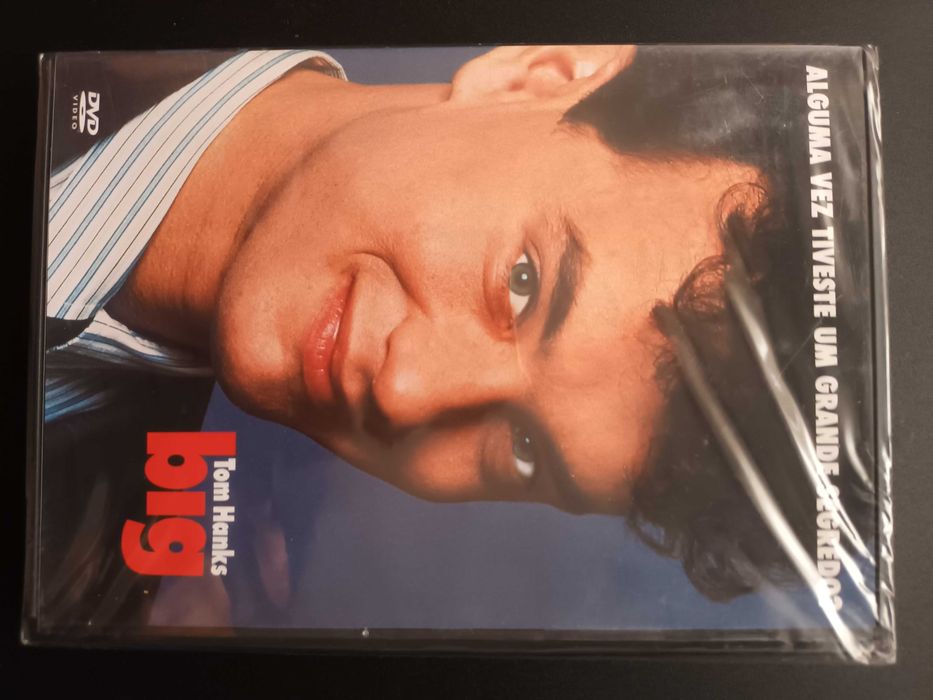 ALGUMA VEZ TIVESTE UM GRANDE SEGREDO?
Tom Hanks
big
DVD
VIDEO